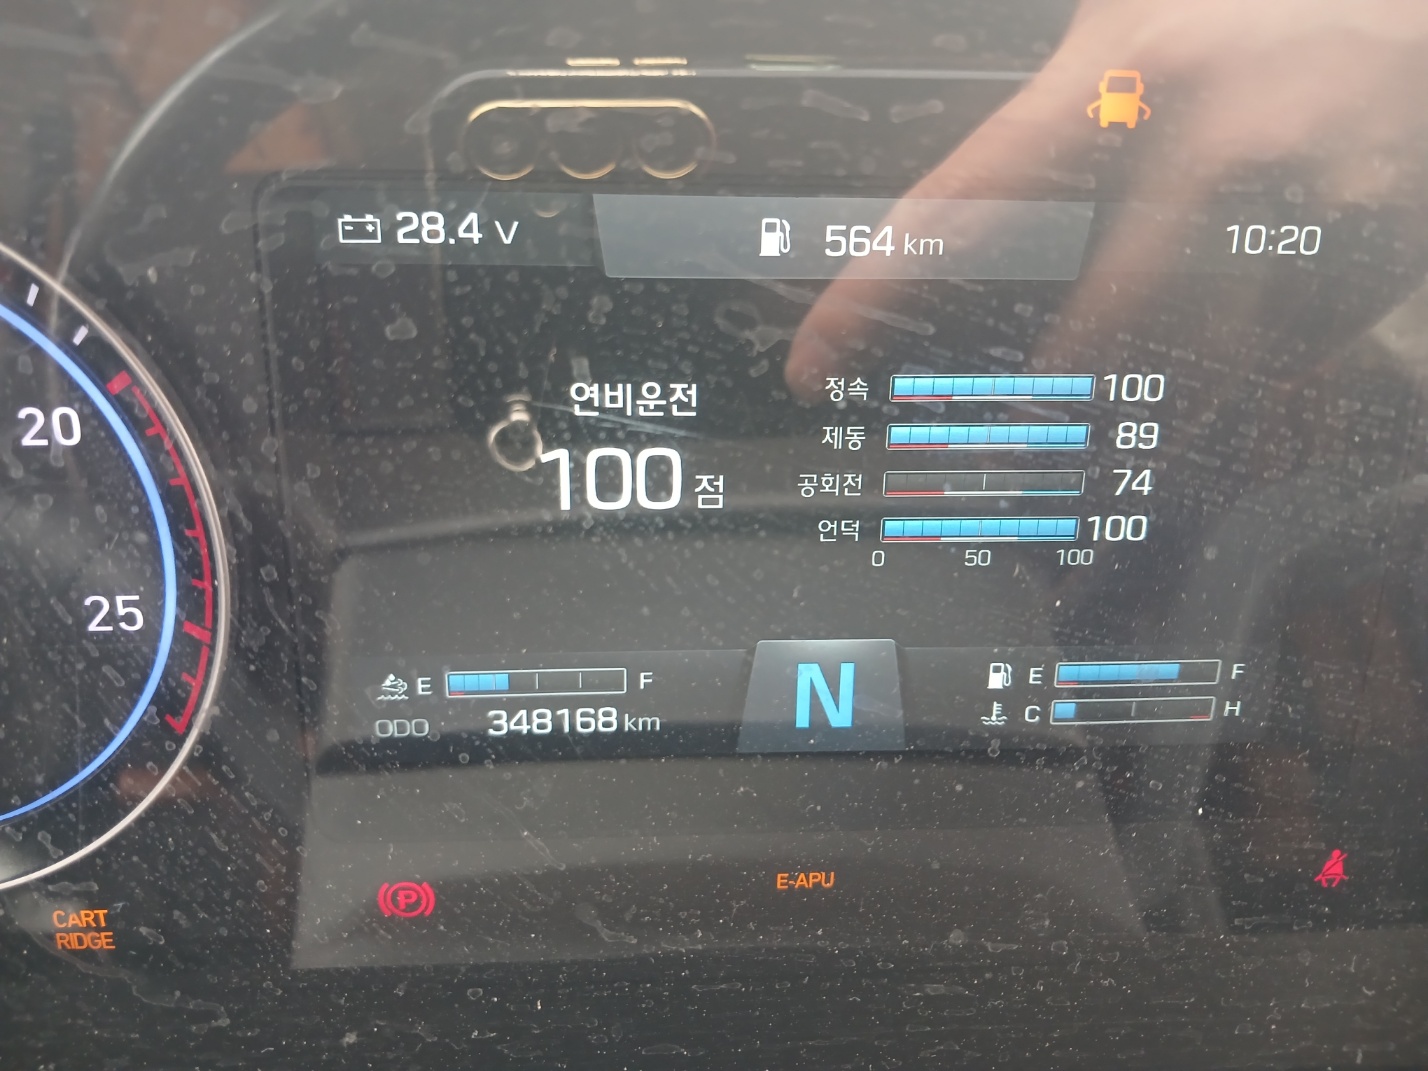 28.4 V
564 km
10:20
연비운전
100 점
정속 100
제동 89
공회전 74
언덕 100
0 50 100
20
25
E F
ODO 348168 km
N
E F
C H
P
E-APU
CART
RIDGE